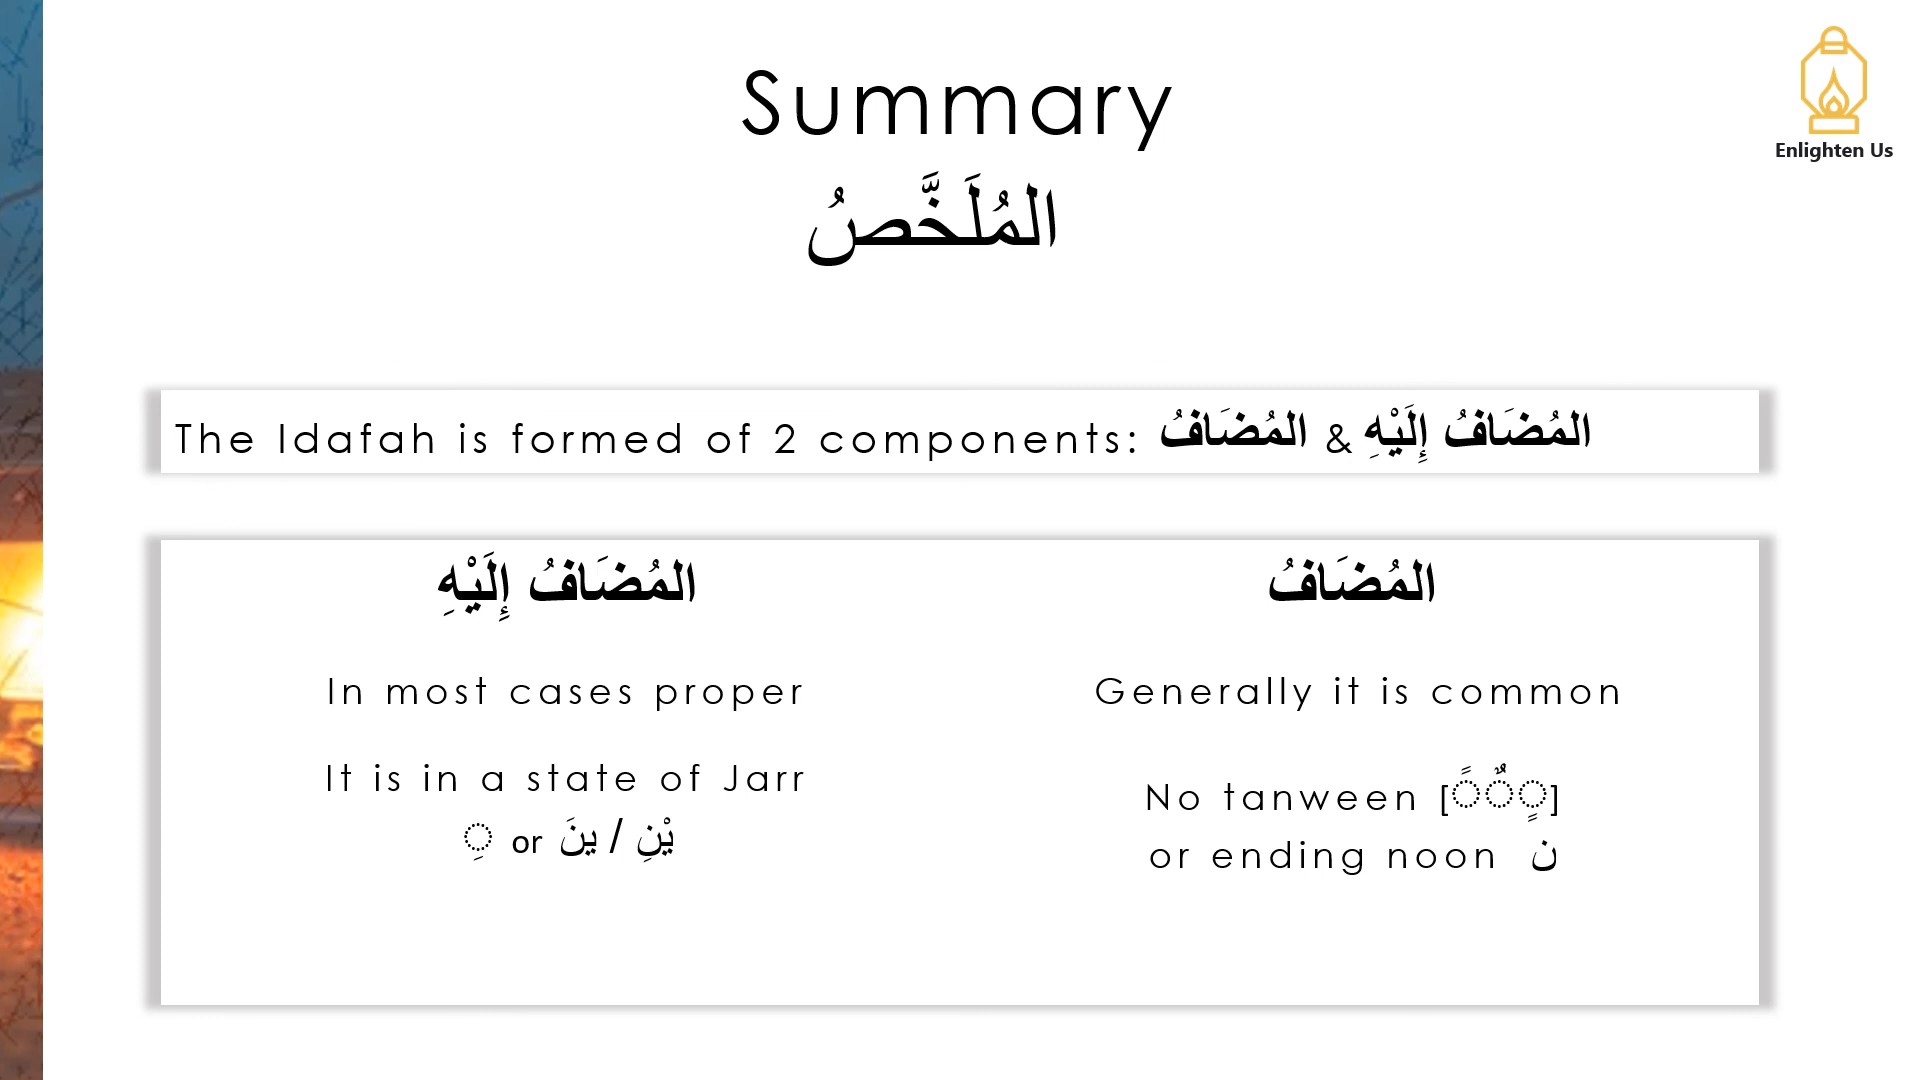 Summary
المُلَخَّصُ
Enlighten Us
The Idafah is formed of 2 components: المُضَافُ & المُضَافُ إِلَيْهِ
المُضَافُ إِلَيْهِ
In most cases proper
It is in a state of Jarr
◌ِ or ينَ / يْنِ
المُضَافُ
Generally it is common
No tanween [◌ً◌ٌ◌ٍ]
or ending noon ن